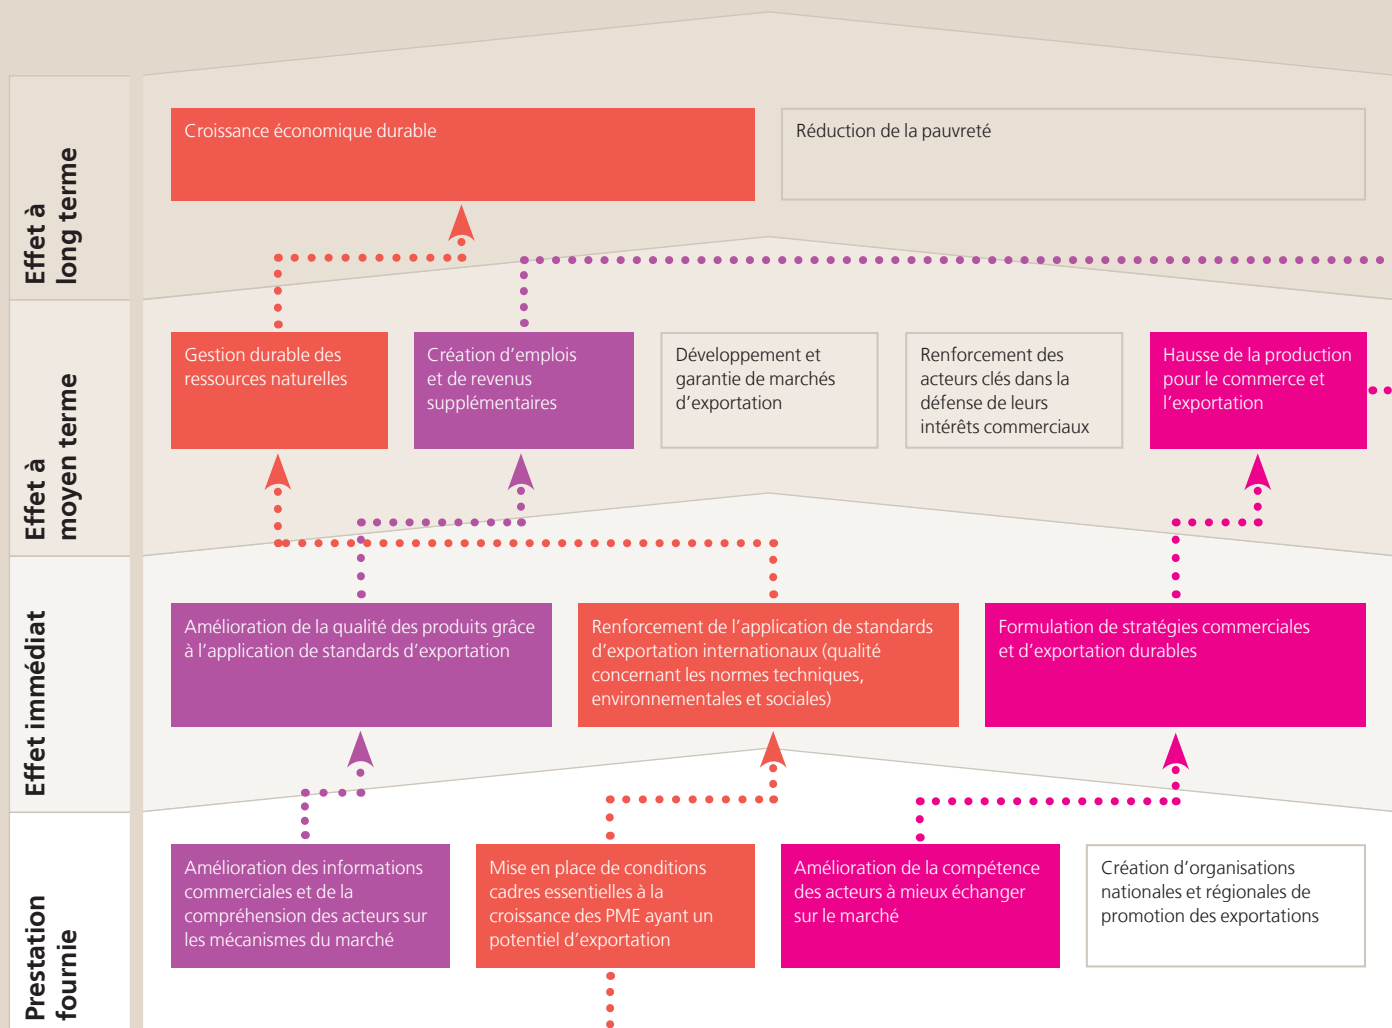 Effet à
long terme
Croissance économique durable
Réduction de la pauvreté
Effet à
moyen terme
Gestion durable des
ressources naturelles
Création d’emplois
et de revenus
supplémentaires
Développement et
garantie de marchés
d’exportation
Renforcement des
acteurs clés dans la
défense de leurs
intérêts commerciaux
Hausse de la production
pour le commerce et
l’exportation
Effet immédiat
Amélioration de la qualité des produits grâce
à l’application de standards d’exportation
Renforcement de l’application de standards
d’exportation internationaux (qualité
concernant les normes techniques,
environnementales et sociales)
Formulation de stratégies commerciales
et d’exportation durables
Prestation
fournie
Amélioration des informations
commerciales et de la
compréhension des acteurs sur
les mécanismes du marché
Mise en place de conditions
cadres essentielles à la
croissance des PME ayant un
potentiel d’exportation
Amélioration de la compétence
des acteurs à mieux échanger
sur le marché
Création d’organisations
nationales et régionales de
promotion des exportations